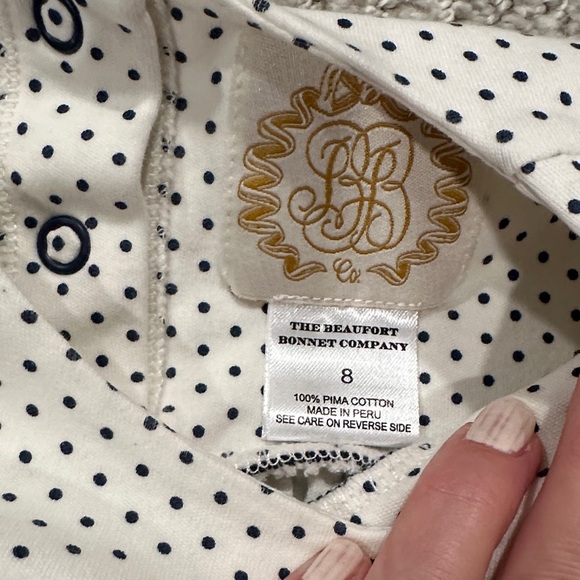 BB
Co.
THE BEAUFORT
BONNET COMPANY
8
100% PIMA COTTON
MADE IN PERU
SEE CARE ON REVERSE SIDE